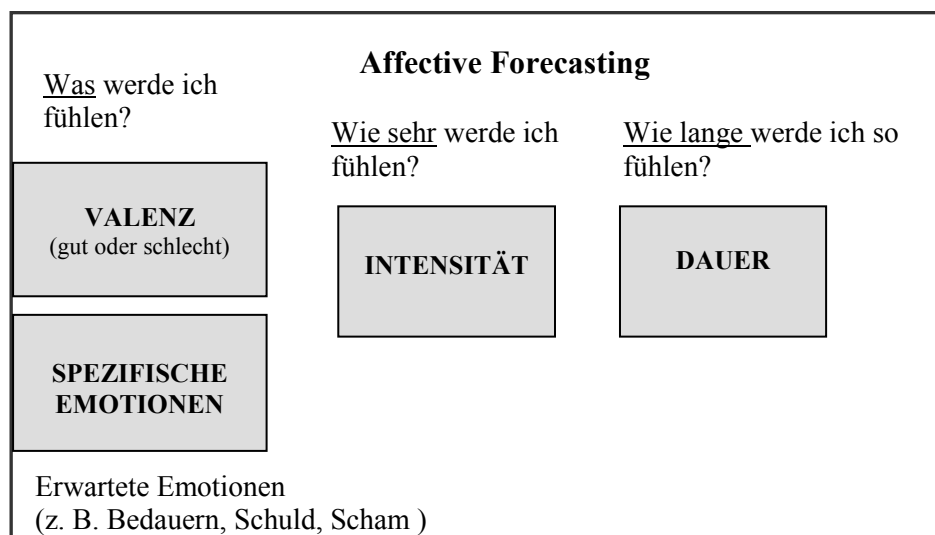 Affective Forecasting
Was werde ich
fühlen?
VALENZ
(gut oder schlecht)
SPEZIFISCHE
EMOTIONEN
Erwartete Emotionen
(z. B. Bedauern, Schuld, Scham )
Wie sehr werde ich
fühlen?
INTENSITÄT
Wie lange werde ich so
fühlen?
DAUER